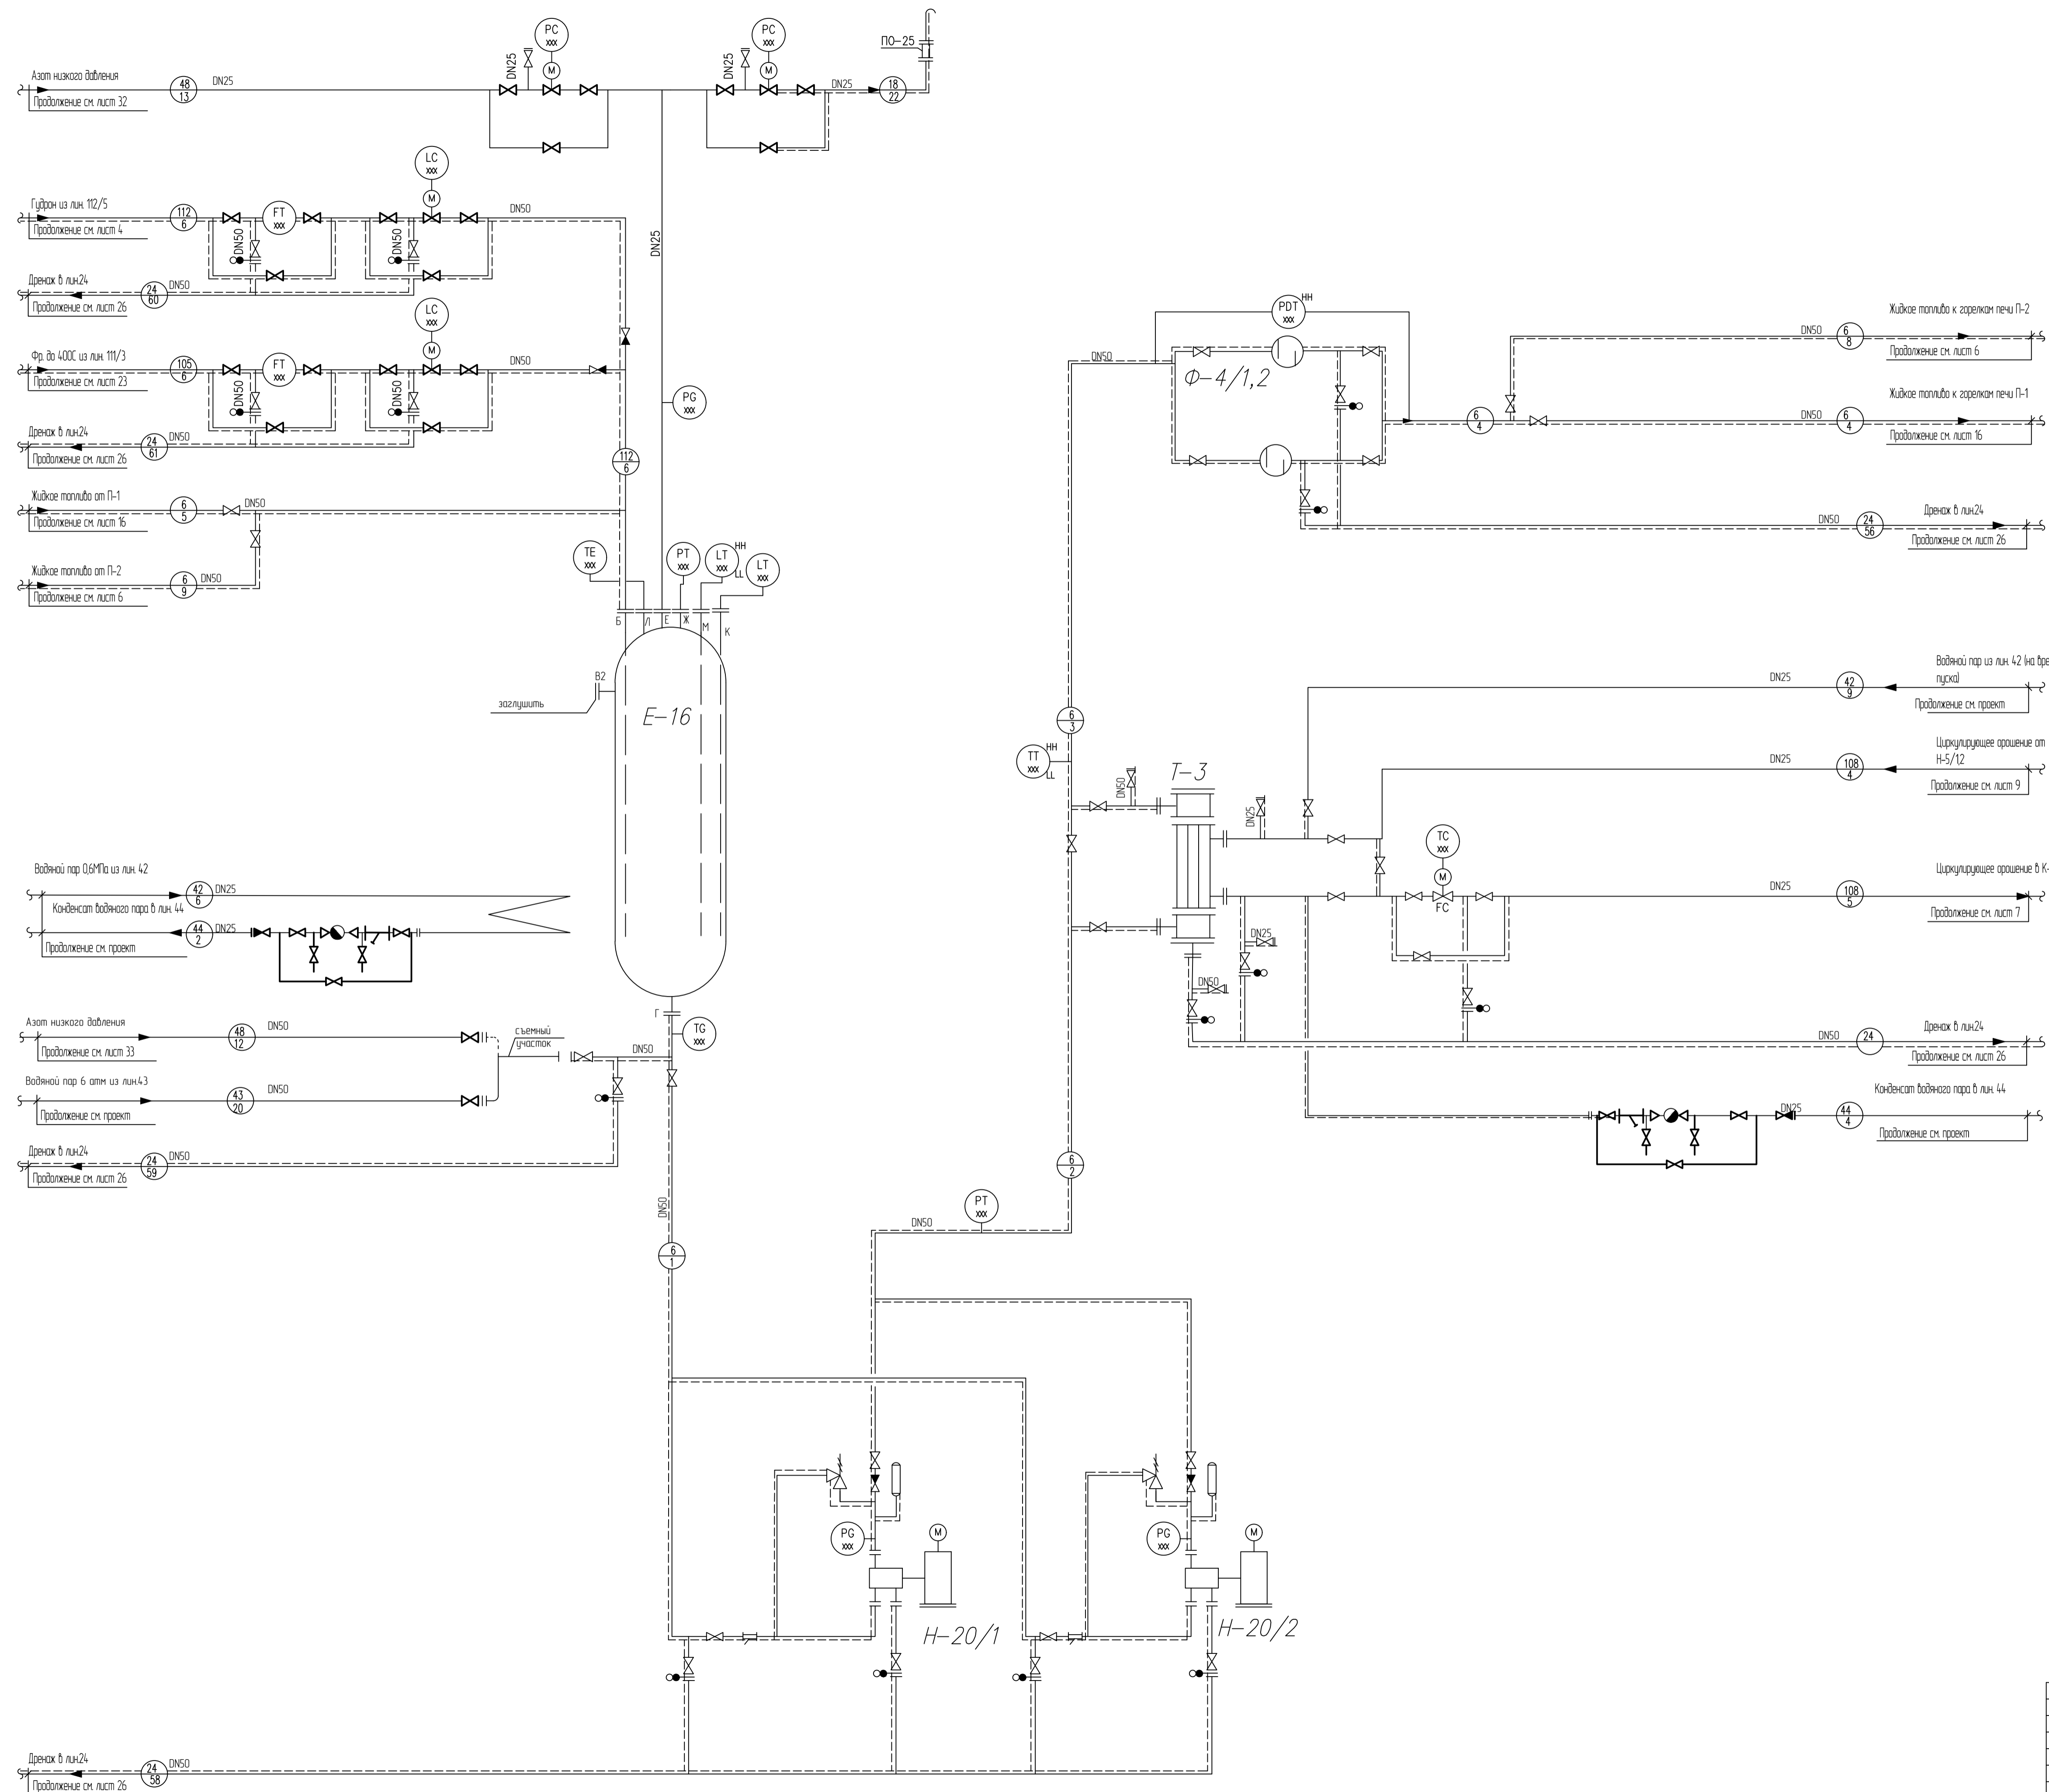 ПО-25
DN25
PC
XXX
DN25
PC
XXX
M
M
Азот низкого давления
48
13
DN25
DN25
18
22
Продолжение см. лист 32
LC
XXX
M
Гудрон из лин. 112/5
112
6
FT
XXX
DN50
Продолжение см. лист 4
DN50
DN50
DN25
Дренаж в лин.24
24
60
DN50
Продолжение см. лист 26
LC
XXX
M
Фр. до 400С из лин. 111/3
105
6
FT
XXX
DN50
Продолжение см. лист 23
DN50
DN50
PG
XXX
Дренаж в лин.24
24
61
DN50
Продолжение см. лист 26
112
6
Жидкое топливо от П-1
6
5
DN50
Продолжение см. лист 16
Жидкое топливо от П-2
6
9
DN50
Продолжение см. лист 6
TE
XXX
PT
XXX
LT
XXX
HH
LL
LT
XXX
Б
Л
Е
Ж
М
К
В2
заглушить
Е-16
Водяной пар 0,6МПа из лин. 42
42
6
DN25
Конденсат водяного пара в лин. 44
44
2
DN25
Продолжение см. проект
Г
TG
XXX
Азот низкого давления
48
12
DN50
съемный
участок
DN50
Продолжение см. лист 33
Водяной пар 6 атм из лин.43
43
20
DN50
Продолжение см. проект
Дренаж в лин.24
24
59
DN50
Продолжение см. лист 26
DN50
6
1
PDT
XXX
HH
DN50
Ф-4/1,2
Жидкое топливо к горелкам печи П-2
DN50
6
8
Продолжение см. лист 6
Жидкое топливо к горелкам печи П-1
6
4
DN50
6
4
Продолжение см. лист 16
Дренаж в лин.24
DN50
24
56
Продолжение см. лист 26
6
3
TT
XXX
HH
LL
DN50
Т-3
Водяной пар из лин. 42 (на вре
пуска)
DN25
42
9
Продолжение см. проект
Циркулирующее орошение от
Н-5/1,2
DN25
108
4
Продолжение см. лист 9
DN25
TC
XXX
M
FC
Циркулирующее орошение в К-
DN25
108
5
Продолжение см. лист 7
DN25
DN50
Дренаж в лин.24
DN50
24
Продолжение см. лист 26
Конденсат водяного пара в лин. 44
DN25
44
4
Продолжение см. проект
6
2
PT
XXX
DN50
PG
XXX
M
Н-20/1
PG
XXX
M
Н-20/2
Дренаж в лин.24
24
58
DN50
Продолжение см. лист 26